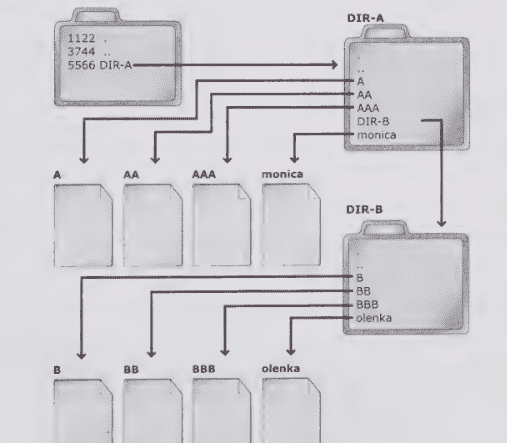 1122 .
3744 ..
5566 DIR-A
DIR-A
.
..
A
AA
AAA
DIR-B
monica
A AA AAA monica
DIR-B
.
..
B
BB
BBB
olenka
B BB BBB olenka